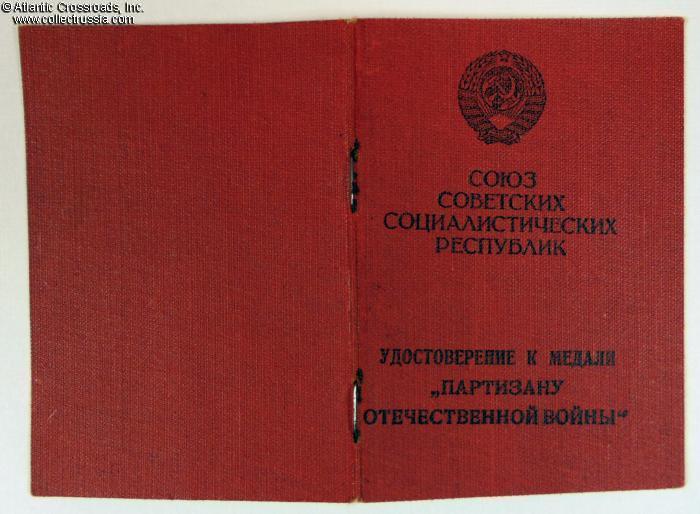 © Atlantic Crossroads, Inc.
www.collectrussia.com
СОЮЗ
СОВЕТСКИХ
СОЦИАЛИСТИЧЕСКИХ
РЕСПУБЛИК
УДОСТОВЕРЕНИЕ К МЕДАЛИ
„ПАРТИЗАНУ
ОТЕЧЕСТВЕННОЙ ВОЙНЫ“